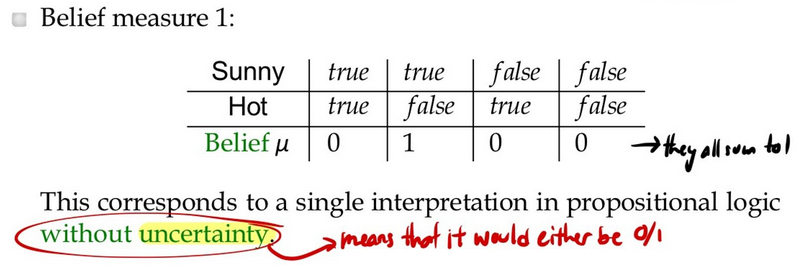 Belief measure 1:
Sunny true true false false
Hot true false true false
Belief μ 0 1 0 0 →they all sum to 1
This corresponds to a single interpretation in propositional logic
without uncertainty. →means that it would either be 0/1